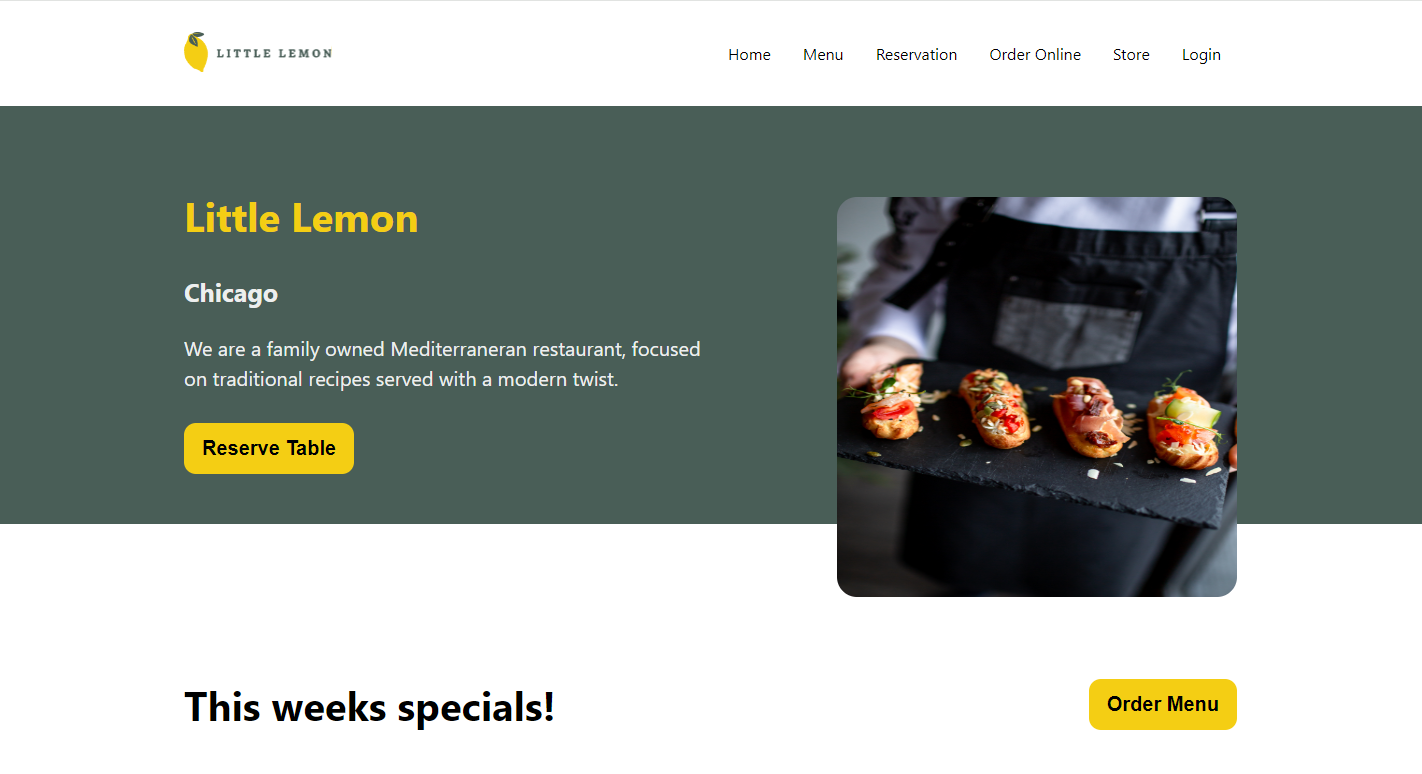 LITTLE LEMON
Home Menu Reservation Order Online Store Login
Little Lemon
Chicago
We are a family owned Mediterraneran restaurant, focused
on traditional recipes served with a modern twist.
Reserve Table
This weeks specials!
Order Menu